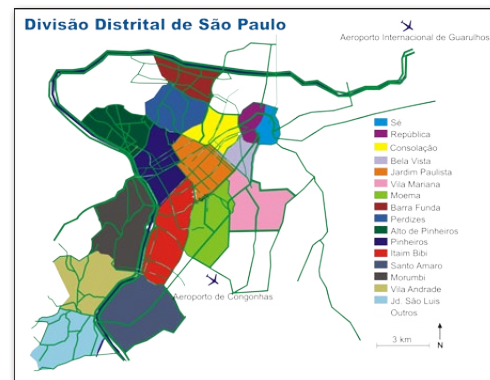 Divisão Distrital de São Paulo
Aeroporto Internacional de Guarulhos
Sé
República
Consolação
Bela Vista
Jardim Paulista
Vila Mariana
Moema
Barra Funda
Perdizes
Alto de Pinheiros
Pinheiros
Itaim Bibi
Santo Amaro
Morumbi
Vila Andrade
Jd. São Luis
Outros
Aeroporto de Congonhas
3 km
N